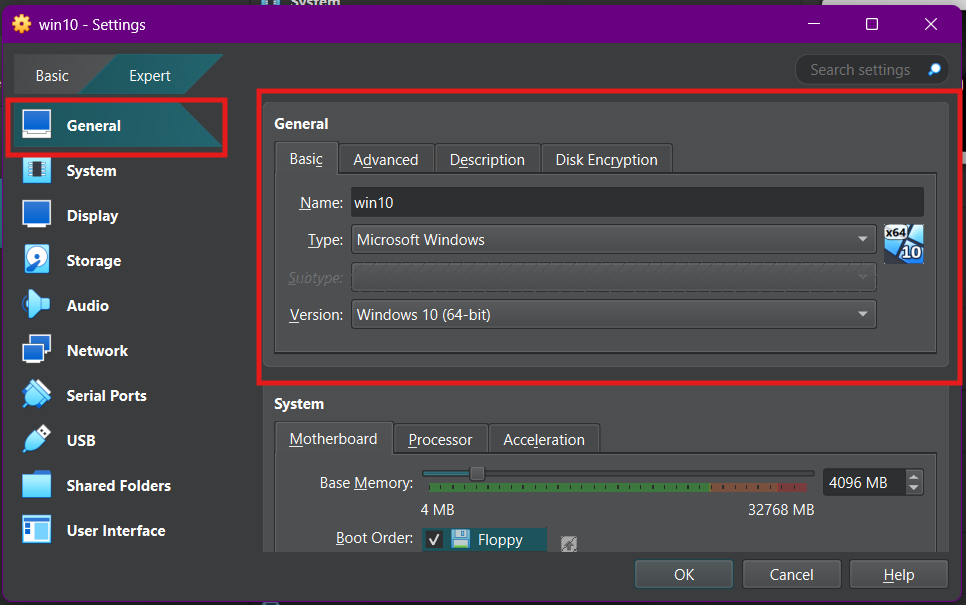 System
win10 - Settings
Basic Expert
Search settings
General
System
Display
Storage
Audio
Network
Serial Ports
USB
Shared Folders
User Interface
General
Basic Advanced Description Disk Encryption
Name: win10
Type: Microsoft Windows
x64
10
Subtype:
Version: Windows 10 (64-bit)
System
Motherboard Processor Acceleration
Base Memory: 4096 MB
4 MB 32768 MB
Boot Order: Floppy
OK Cancel Help